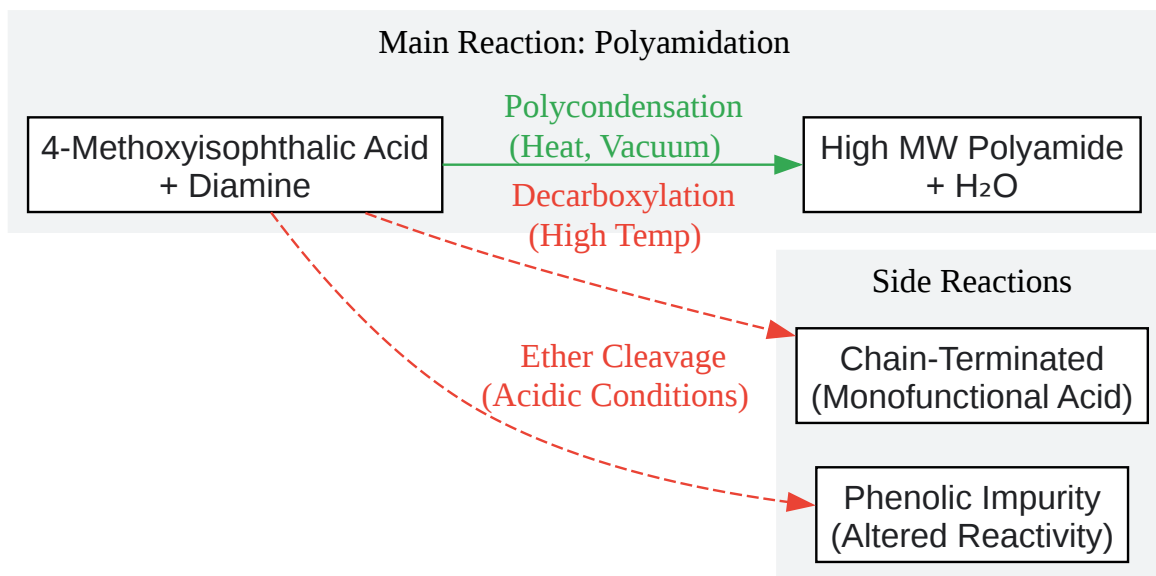 Main Reaction: Polyamidation
4-Methoxyisophthalic Acid
+ Diamine
Polycondensation
(Heat, Vacuum)
High MW Polyamide
+ H₂O
Decarboxylation
(High Temp)
Side Reactions
Chain-Terminated
(Monofunctional Acid)
Ether Cleavage
(Acidic Conditions)
Phenolic Impurity
(Altered Reactivity)